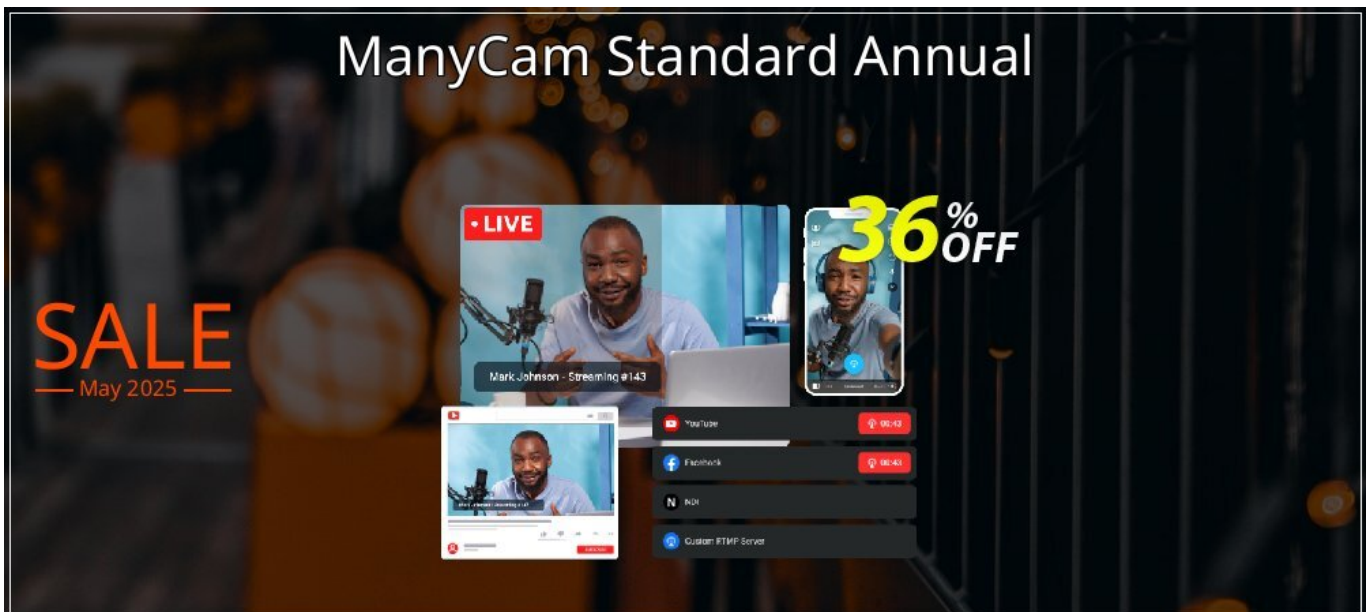 ManyCam Standard Annual
LIVE
36% OFF
SALE
May 2025
Mark Johnson - Streaming #143
YouTube 00:43
Facebook 00:43
N NDI
Custom RTMP Server